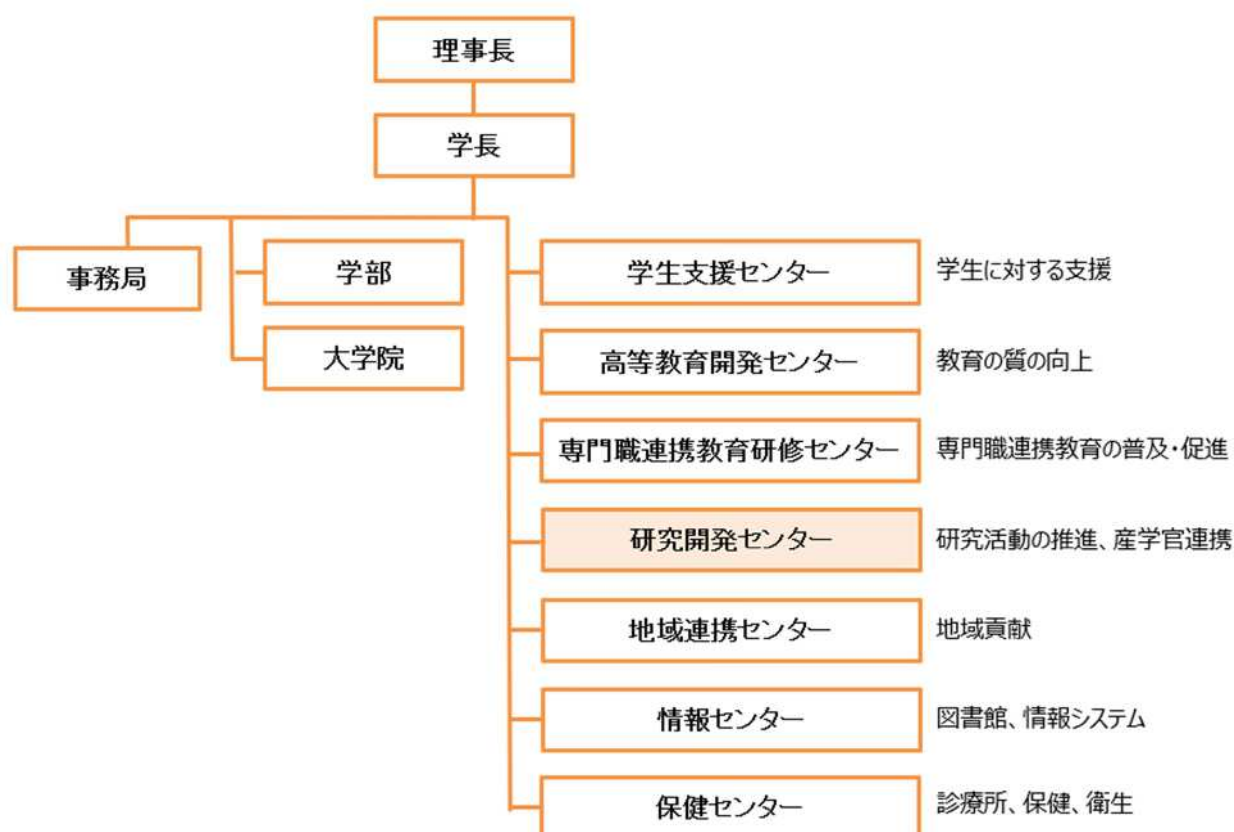 理事長
学長
事務局
学部
大学院
学生支援センター 学生に対する支援
高等教育開発センター 教育の質の向上
専門職連携教育研修センター 専門職連携教育の普及・促進
研究開発センター 研究活動の推進、産学官連携
地域連携センター 地域貢献
情報センター 図書館、情報システム
保健センター 診療所、保健、衛生